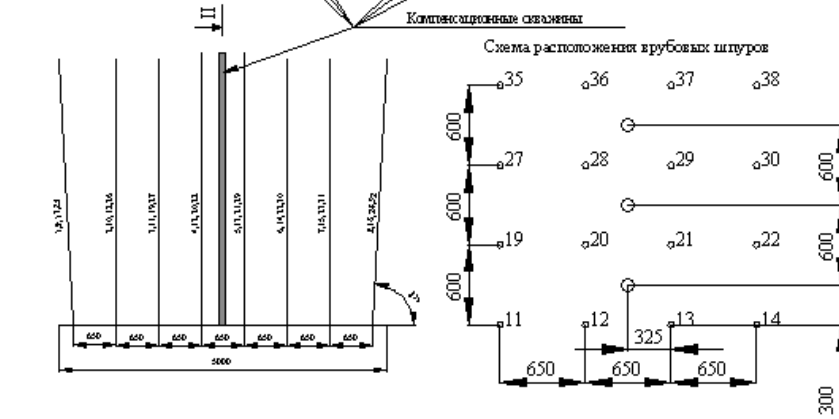 II
Компенсационные скважины
Схема расположения врубовых шпуров
35 36 37 38
600
27 28 29 30
600
600
19 20 21 22
600
600
11 12 13 14
325
650 650 650
300
650 650 650 650 650 650 650
5000